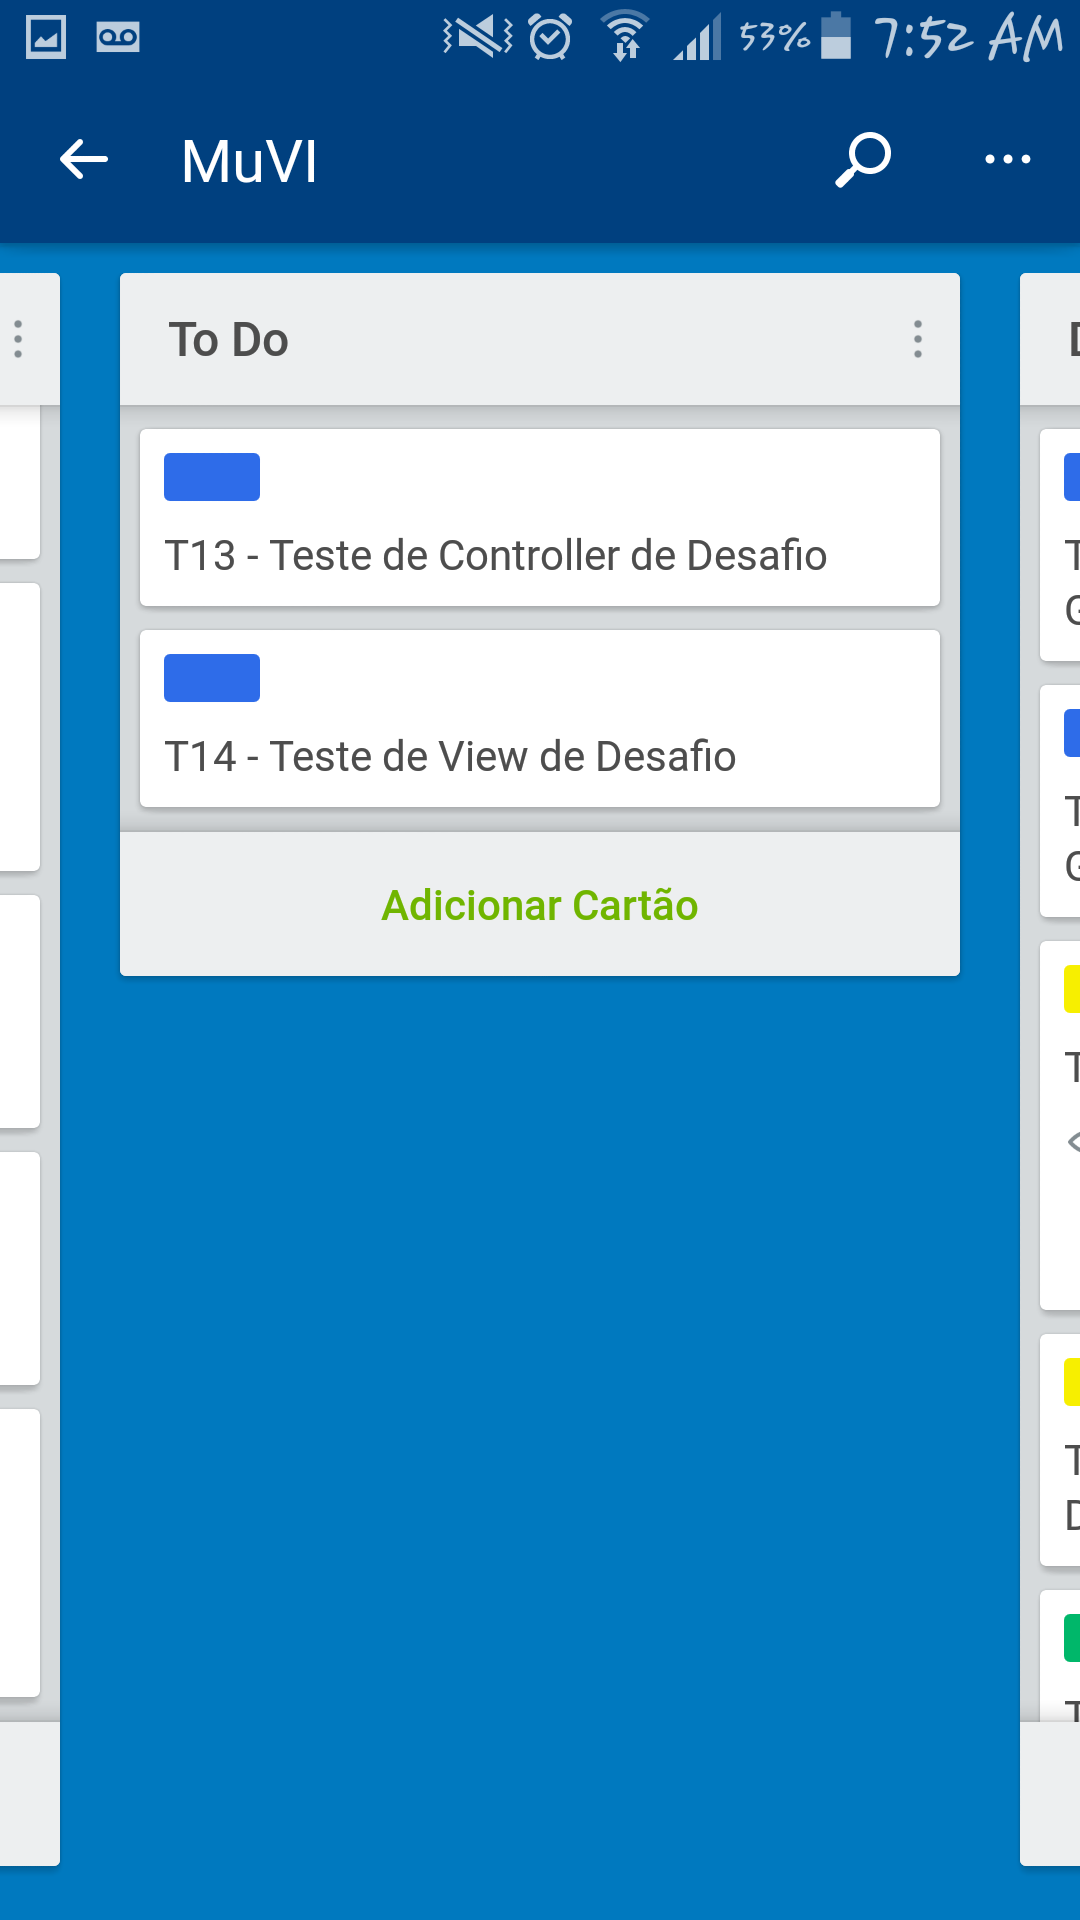 53% 7:52 AM
MuVI
To Do
T13 - Teste de Controller de Desafio
T14 - Teste de View de Desafio
Adicionar Cartão